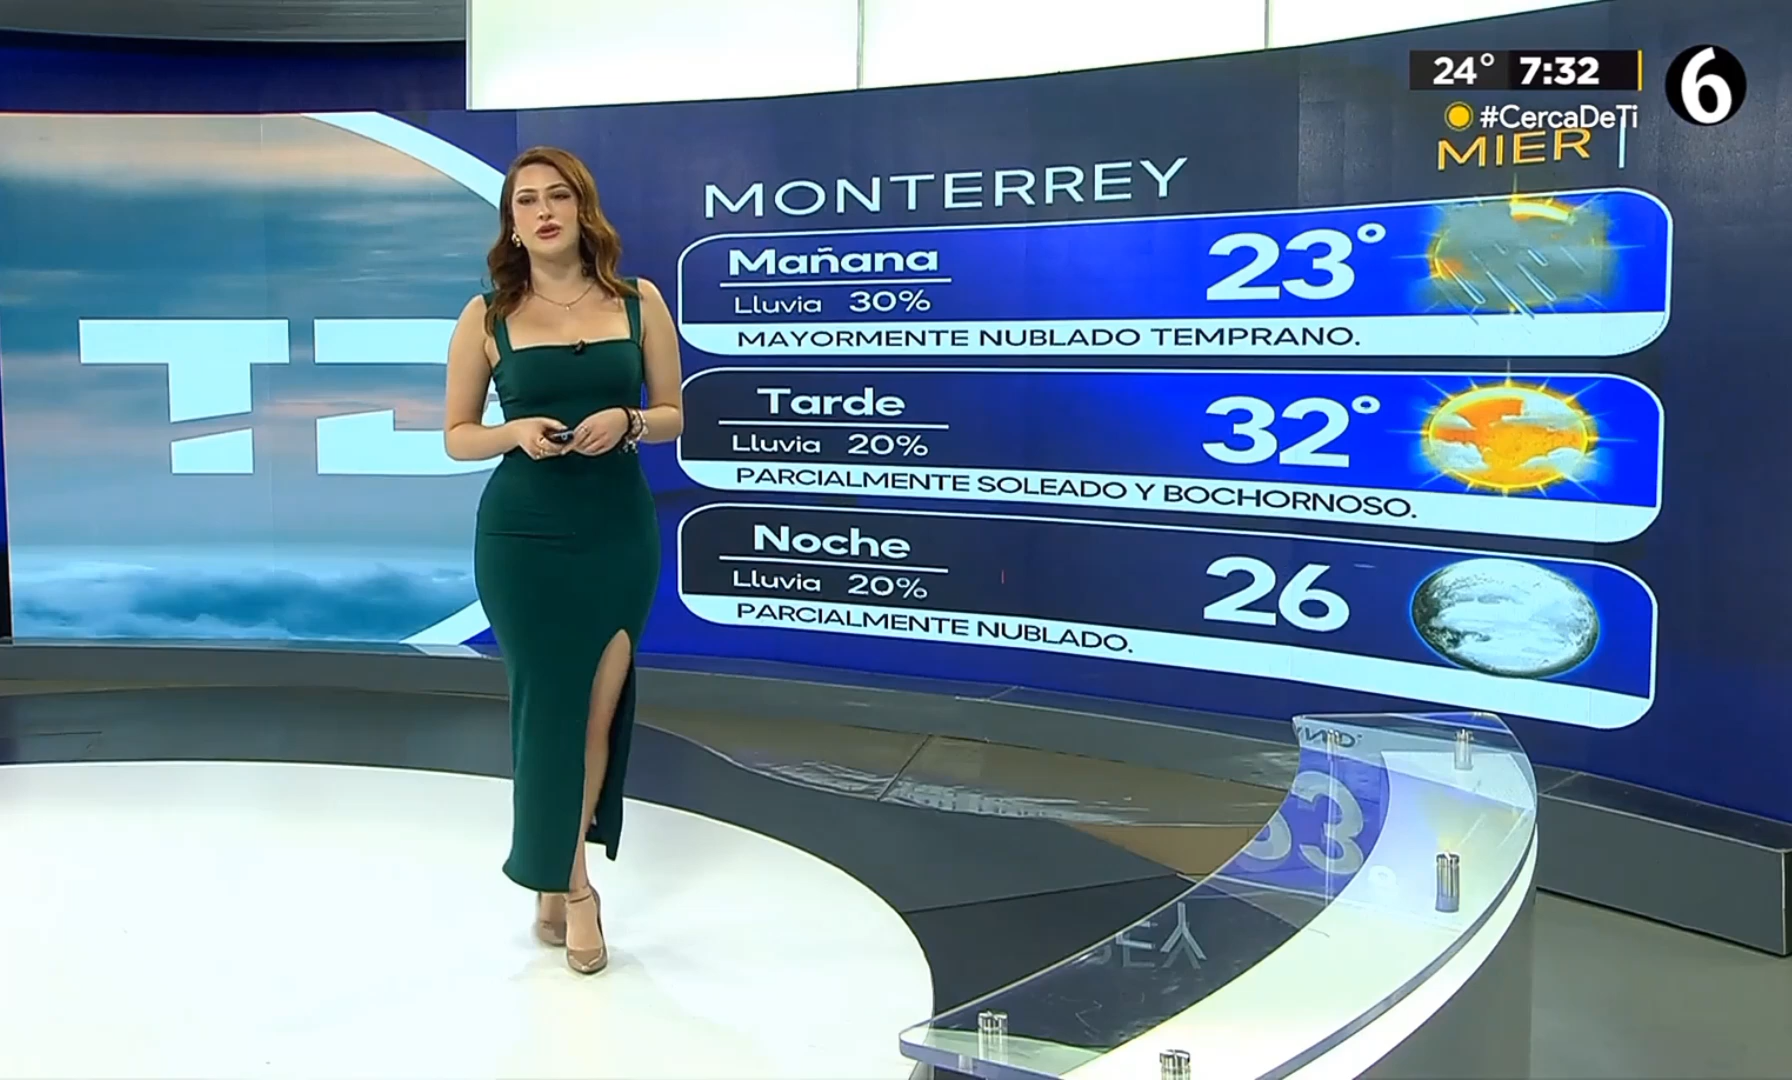 24° 7:32
6
#CercaDeTi
MIER
MONTERREY
Mañana
23°
Lluvia 30%
MAYORMENTE NUBLADO TEMPRANO.
Tarde
32°
Lluvia 20%
PARCIALMENTE SOLEADO Y BOCHORNOSO.
Noche
26
Lluvia 20%
PARCIALMENTE NUBLADO.